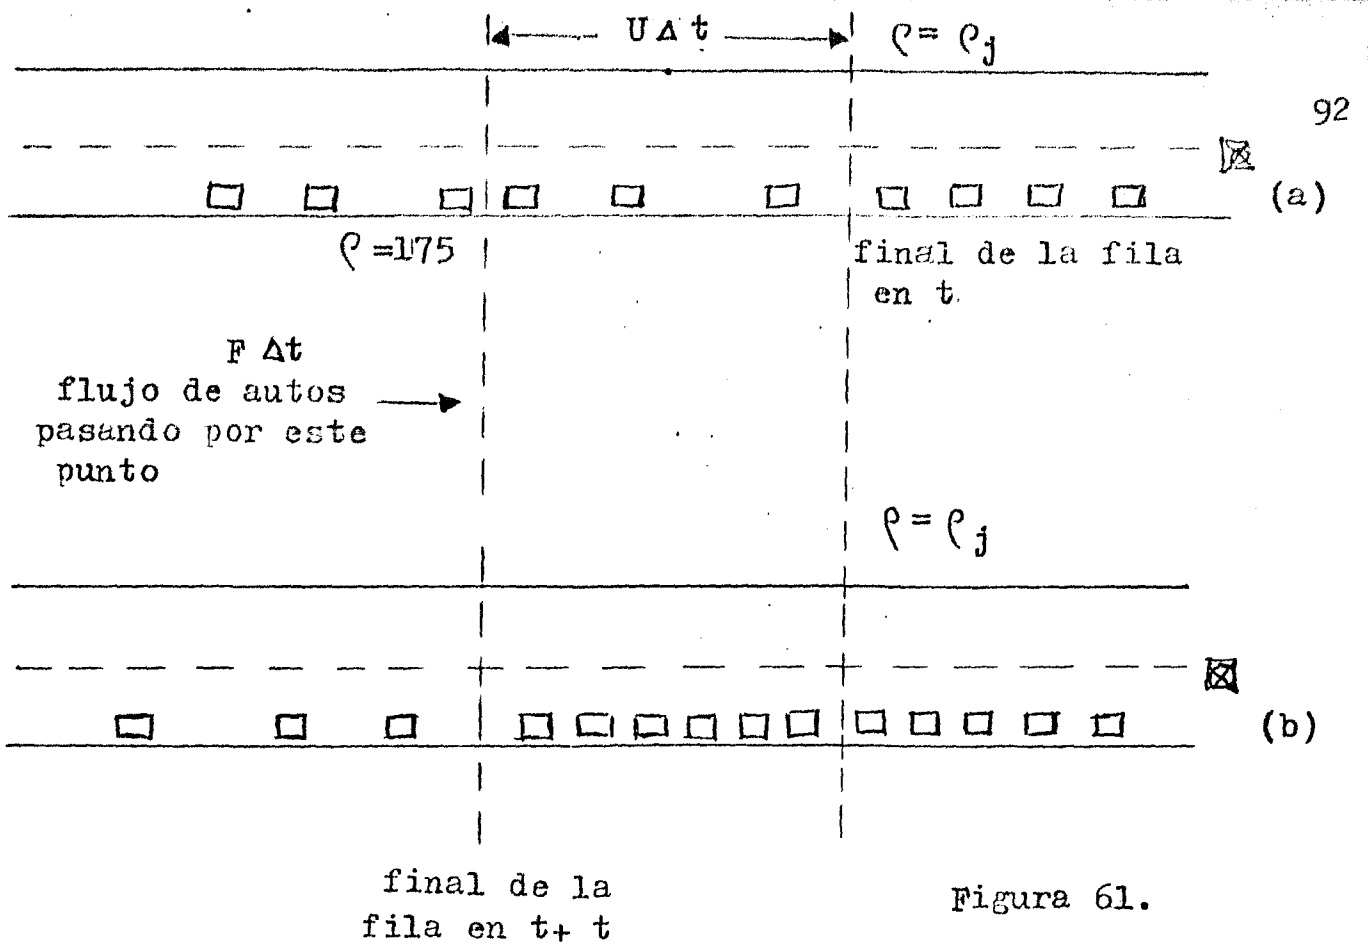 U Δ t
ρ = ρj
92
(a)
ρ =175
final de la fila
en t
F Δt
flujo de autos
pasando por este
punto
ρ = ρj
(b)
final de la
fila en t+ t
Figura 61.